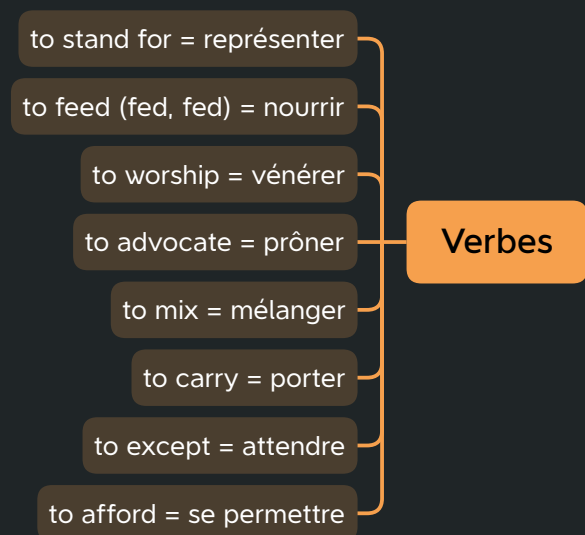 to stand for = représenter
to feed (fed, fed) = nourrir
to worship = vénérer
to advocate = prôner
Verbes
to mix = mélanger
to carry = porter
to except = attendre
to afford = se permettre